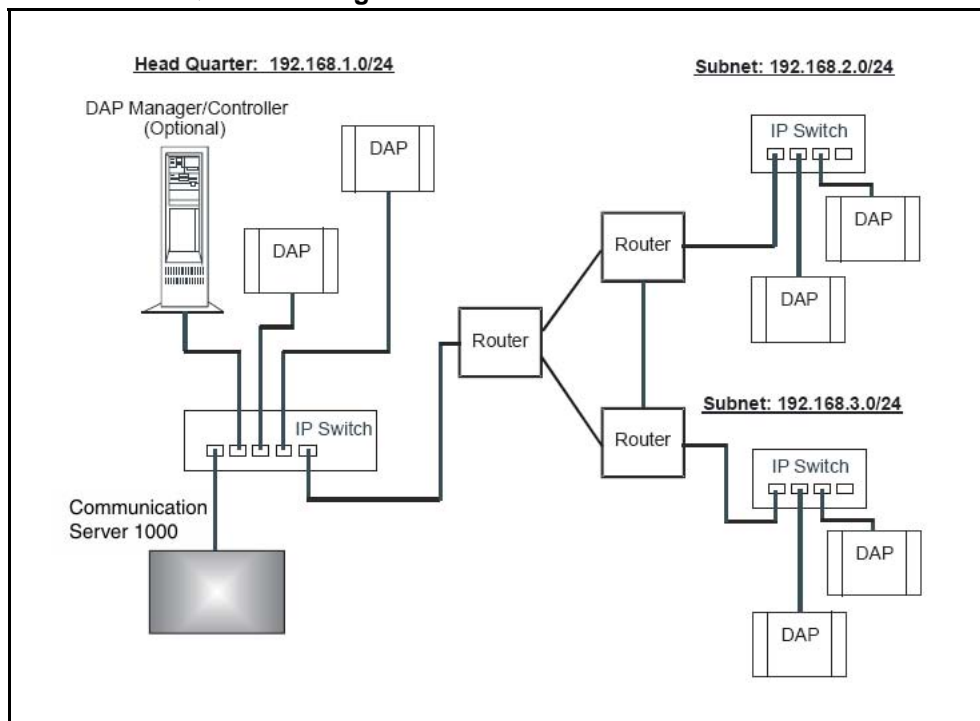 Head Quarter: 192.168.1.0/24
DAP Manager/Controller
(Optional)
DAP
DAP
IP Switch
Communication
Server 1000
Router
Router
Router
Subnet: 192.168.2.0/24
IP Switch
DAP
DAP
Subnet: 192.168.3.0/24
IP Switch
DAP
DAP